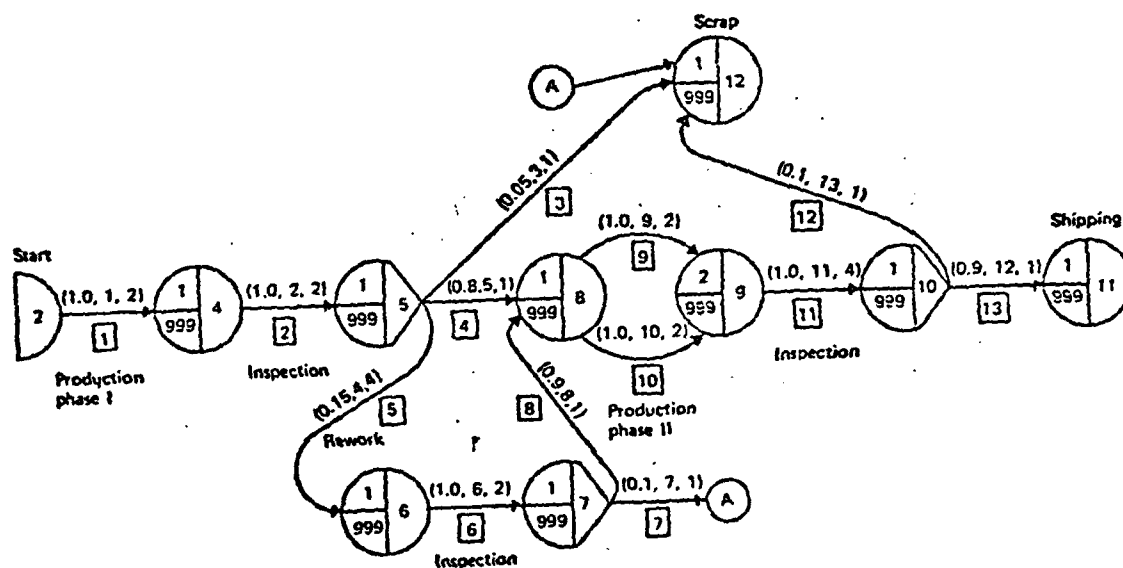 Scrap
A
1
12
999
(0.05,3,1)
3
(0.1, 13, 1)
12
Shipping
Start
2
(1.0, 1, 2)
1
Production
phase I
1
4
999
(1.0, 2, 2)
2
Inspection
1
5
999
(0.8,5,1)
4
1
8
999
(1.0, 9, 2)
9
(1.0, 10, 2)
10
Production
phase II
2
9
999
(1.0, 11, 4)
11
Inspection
1
10
999
(0.9, 12, 1)
13
1
11
999
(0.15,4,4)
5
Rework
(0.9,8,1)
8
1
6
999
(1.0, 6, 2)
6
Inspection
1
7
999
(0.1, 7, 1)
7
A